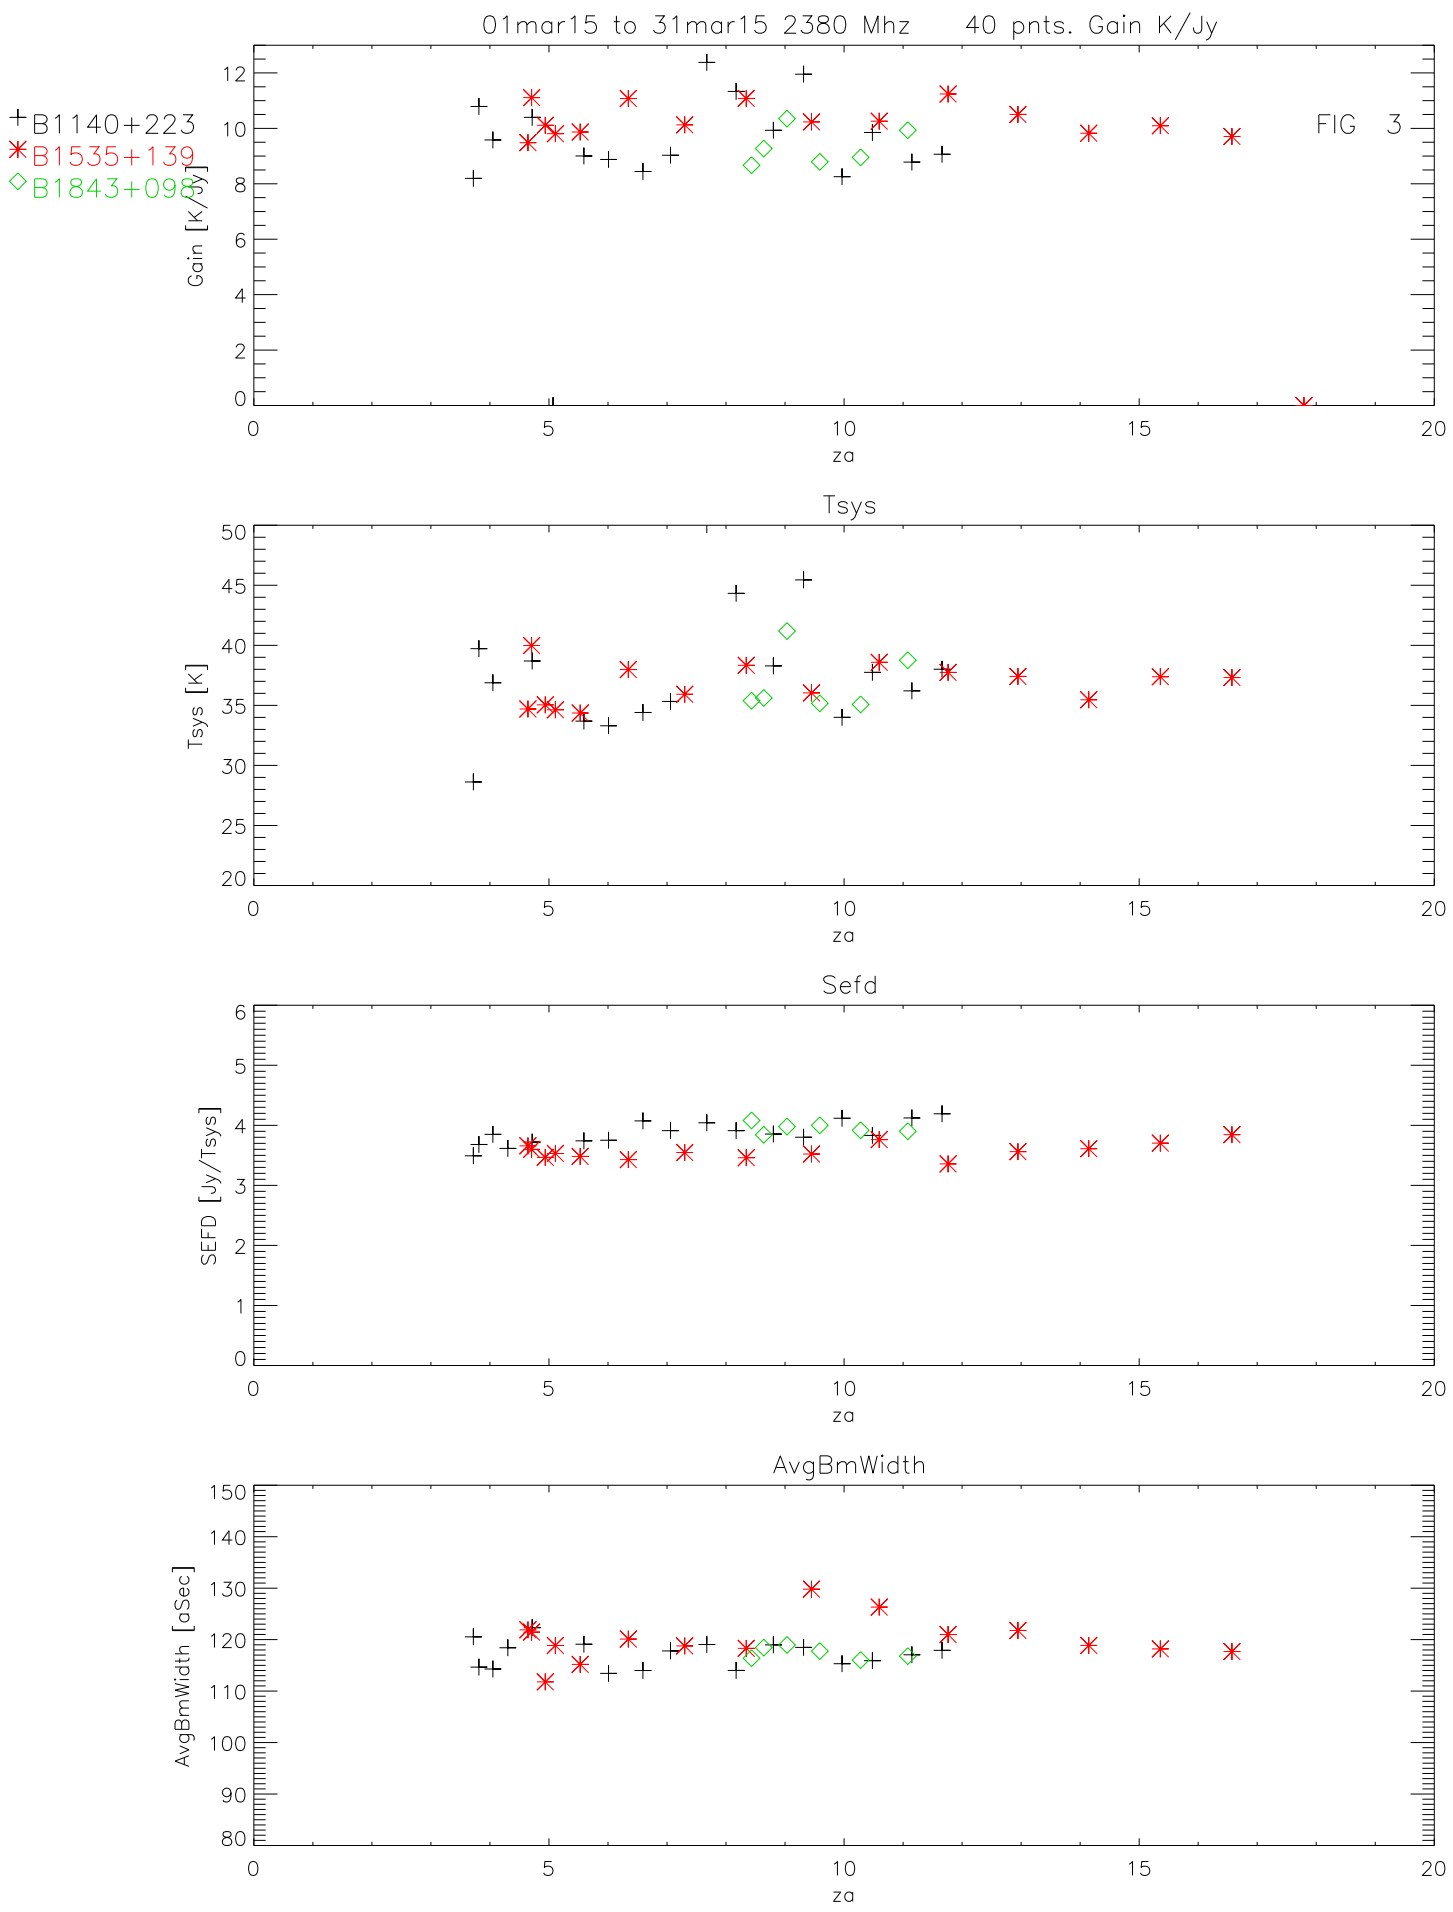 01mar15 to 31mar15 2380 Mhz 40 pnts. Gain K/Jy
B1140+223
B1535+139
B1843+098
FIG 3
Gain [K/Jy]
12
10
8
6
4
2
0
0 5 10 15 20
za
Tsys
Tsys [K]
50
45
40
35
30
25
20
0 5 10 15 20
za
Sefd
SEFD [Jy/Tsys]
6
5
4
3
2
1
0
0 5 10 15 20
za
AvgBmWidth
AvgBmWidth [aSec]
150
140
130
120
110
100
90
80
0 5 10 15 20
za